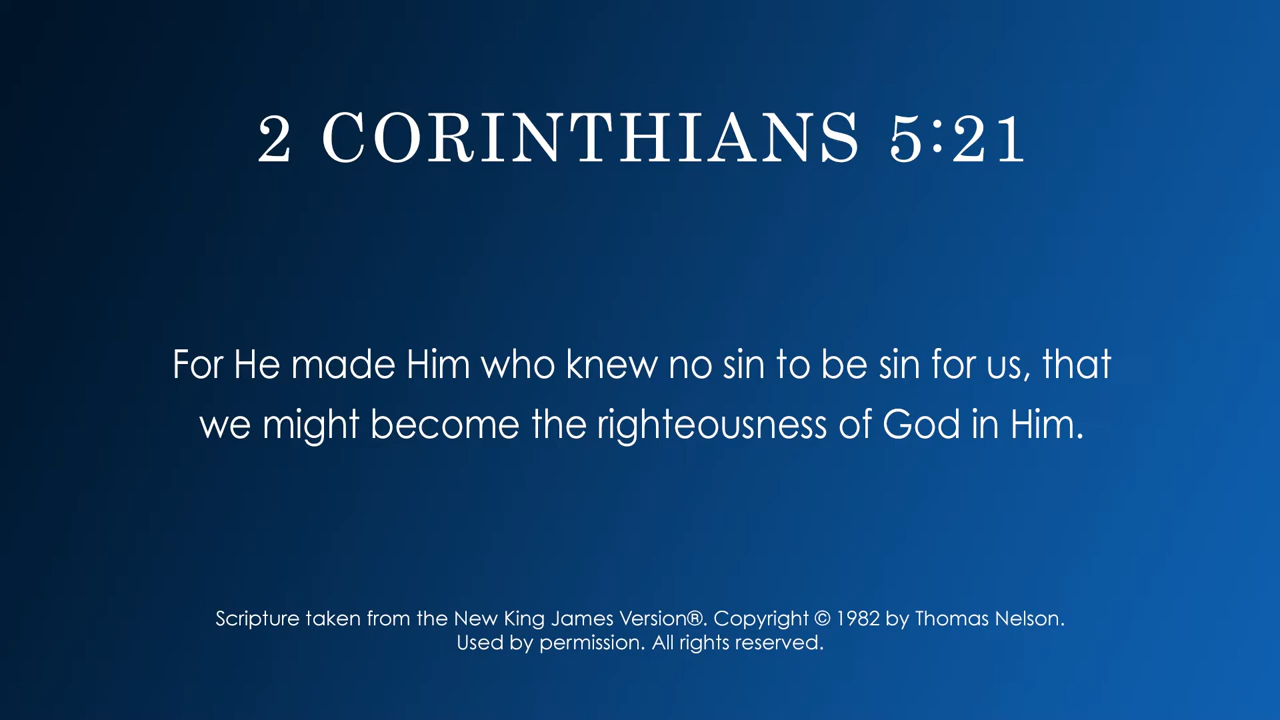 2 CORINTHIANS 5:21
For He made Him who knew no sin to be sin for us, that
we might become the righteousness of God in Him.
Scripture taken from the New King James Version®. Copyright © 1982 by Thomas Nelson.
Used by permission. All rights reserved.